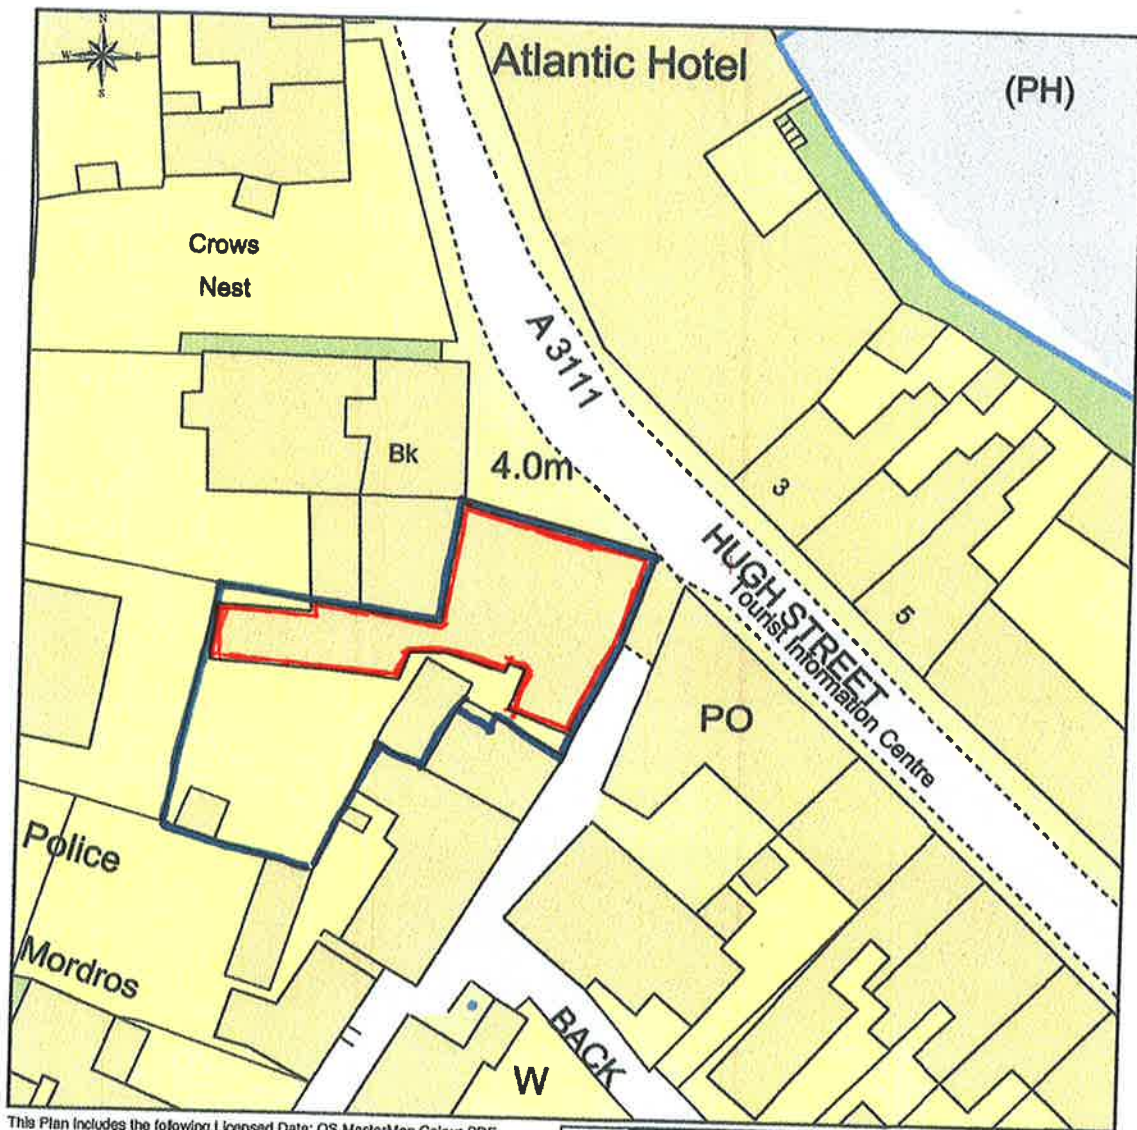 N
W E
S
Atlantic Hotel
(PH)
Crows
Nest
A 3111
Bk
4.0m
3
HUGH STREET
Tourist Information Centre
5
PO
Police
Mordros
BACK
W
This Plan includes the following Licensed Data: OS MasterMap Colour PDF